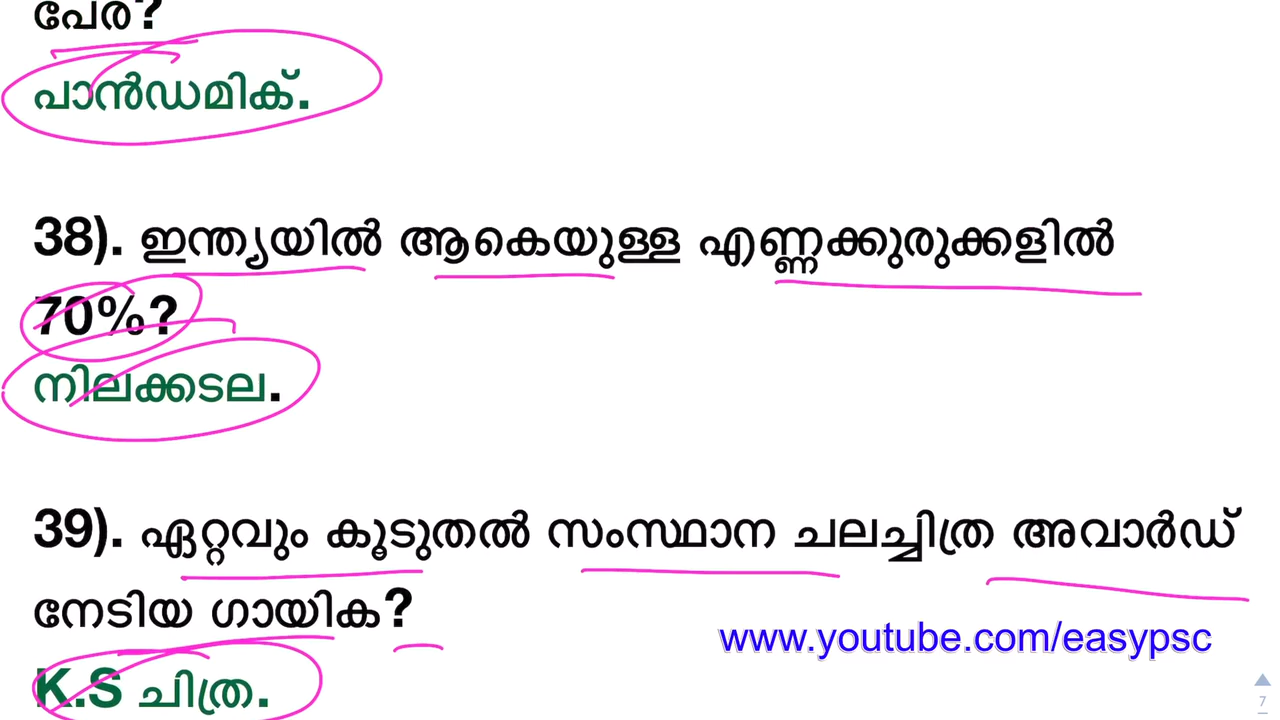 പേര്?
പാൻഡമിക്.
38). ഇന്ത്യയിൽ ആകെയുള്ള എണ്ണക്കുരുക്കളിൽ
70%?
നിലക്കടല.
39). ഏറ്റവും കൂടുതൽ സംസ്ഥാന ചലച്ചിത്ര അവാർഡ്
നേടിയ ഗായിക?
www.youtube.com/easypsc
K.S ചിത്ര.
7